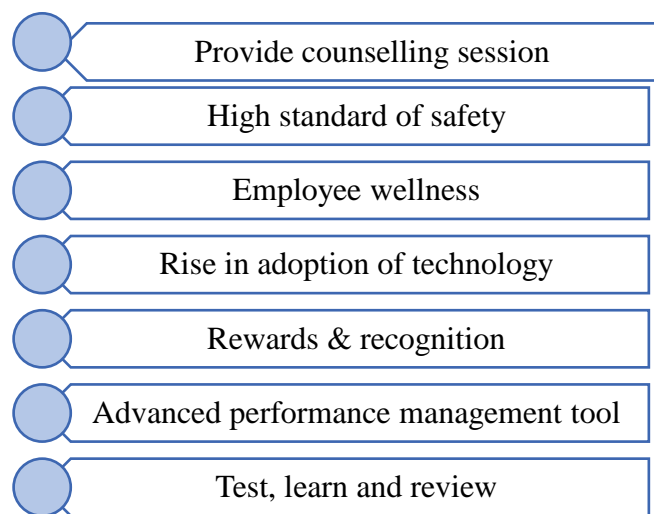 Provide counselling session
High standard of safety
Employee wellness
Rise in adoption of technology
Rewards & recognition
Advanced performance management tool
Test, learn and review